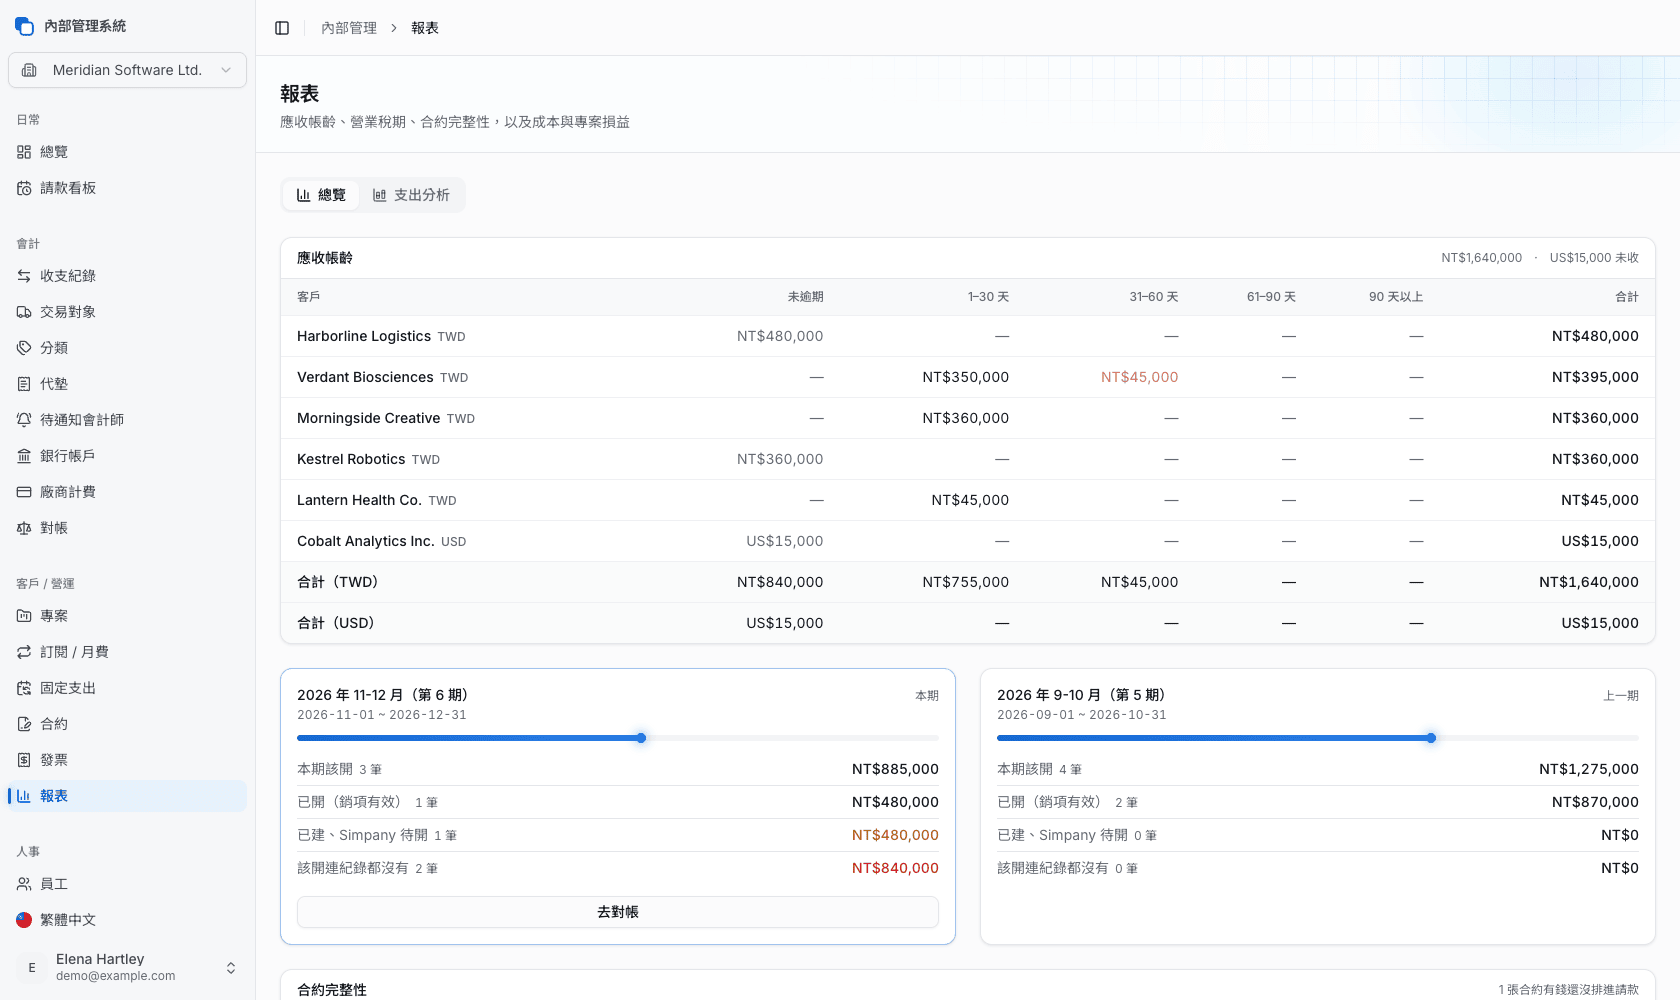 內部管理系統
Meridian Software Ltd.
日常
總覽
請款看板
會計
收支紀錄
交易對象
分類
代墊
待通知會計師
銀行帳戶
廠商計費
對帳
客戶 / 營運
專案
訂閱 / 月費
固定支出
合約
發票
報表
人事
員工
繁體中文
E
Elena Hartley
demo@example.com
內部管理 > 報表
報表
應收帳齡、營業稅期、合約完整性，以及成本與專案損益
總覽 支出分析
應收帳齡 NT$1,640,000 · US$15,000 未收
客戶 未逾期 1–30 天 31–60 天 61–90 天 90 天以上 合計
Harborline Logistics TWD NT$480,000 — — — — NT$480,000
Verdant Biosciences TWD — NT$350,000 NT$45,000 — — NT$395,000
Morningside Creative TWD — NT$360,000 — — — NT$360,000
Kestrel Robotics TWD NT$360,000 — — — — NT$360,000
Lantern Health Co. TWD — NT$45,000 — — — NT$45,000
Cobalt Analytics Inc. USD US$15,000 — — — — US$15,000
合計（TWD） NT$840,000 NT$755,000 NT$45,000 — — NT$1,640,000
合計（USD） US$15,000 — — — — US$15,000
2026 年 11-12 月（第 6 期） 本期
2026-11-01 ~ 2026-12-31
本期該開 3 筆 NT$885,000
已開（銷項有效） 1 筆 NT$480,000
已建、Simpany 待開 1 筆 NT$480,000
該開連紀錄都沒有 2 筆 NT$840,000
去對帳
2026 年 9-10 月（第 5 期） 上一期
2026-09-01 ~ 2026-10-31
本期該開 4 筆 NT$1,275,000
已開（銷項有效） 2 筆 NT$870,000
已建、Simpany 待開 0 筆 NT$0
該開連紀錄都沒有 0 筆 NT$0
合約完整性 1 張合約有錢還沒排進請款